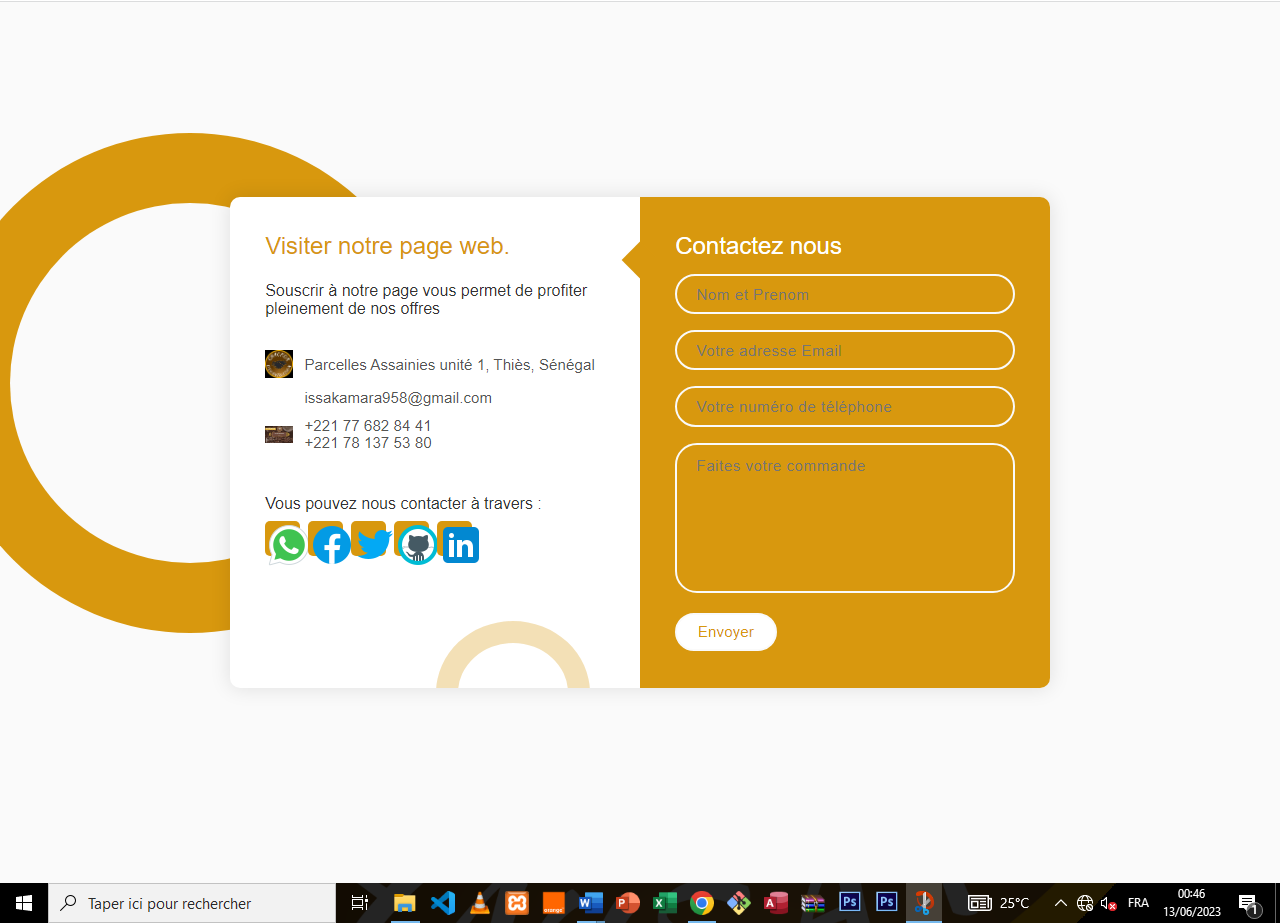 Visiter notre page web.
Souscrir à notre page vous permet de profiter
pleinement de nos offres
Parcelles Assainies unité 1, Thiès, Sénégal
issakamara958@gmail.com
+221 77 682 84 41
+221 78 137 53 80
Vous pouvez nous contacter à travers :
in
Contactez nous
Nom et Prenom
Votre adresse Email
Votre numéro de téléphone
Faites votre commande
Envoyer
Taper ici pour rechercher
25°C
FRA
00:46
13/06/2023
1